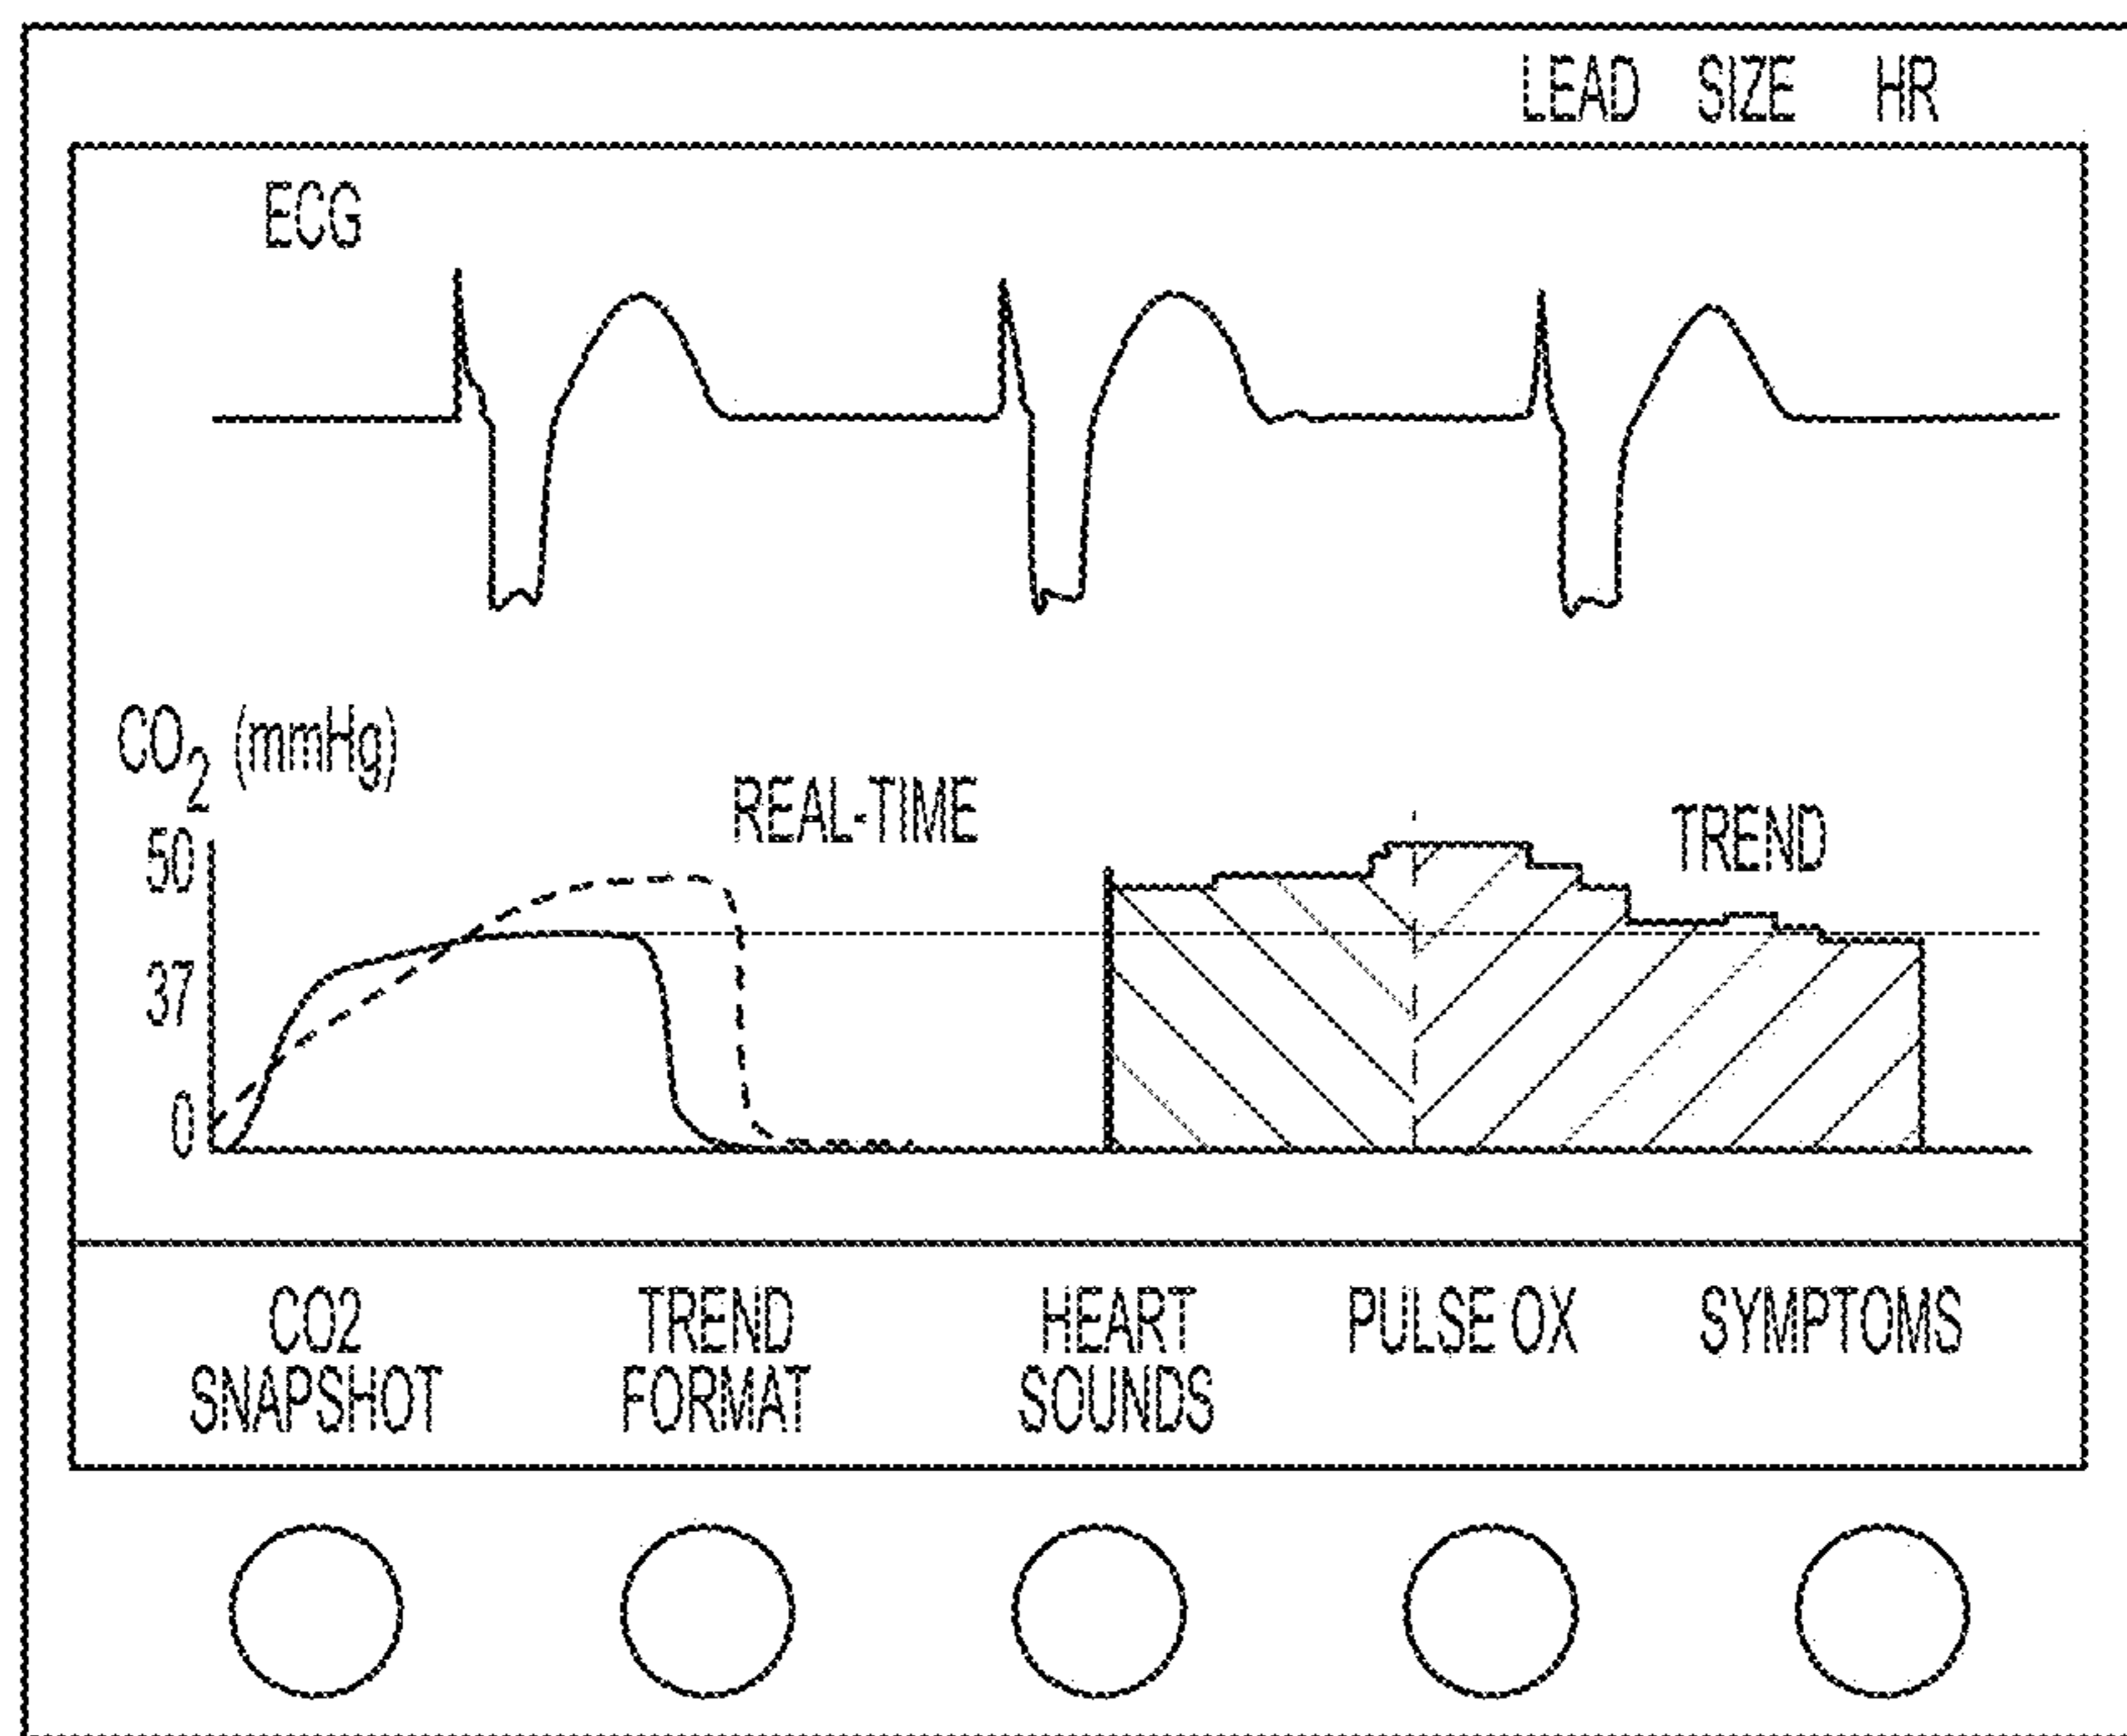 LEAD SIZE HR
ECG
CO2 (mmHg)
REAL-TIME
TREND
50
37
0
CO2 SNAPSHOT
TREND FORMAT
HEART SOUNDS
PULSE OX
SYMPTOMS